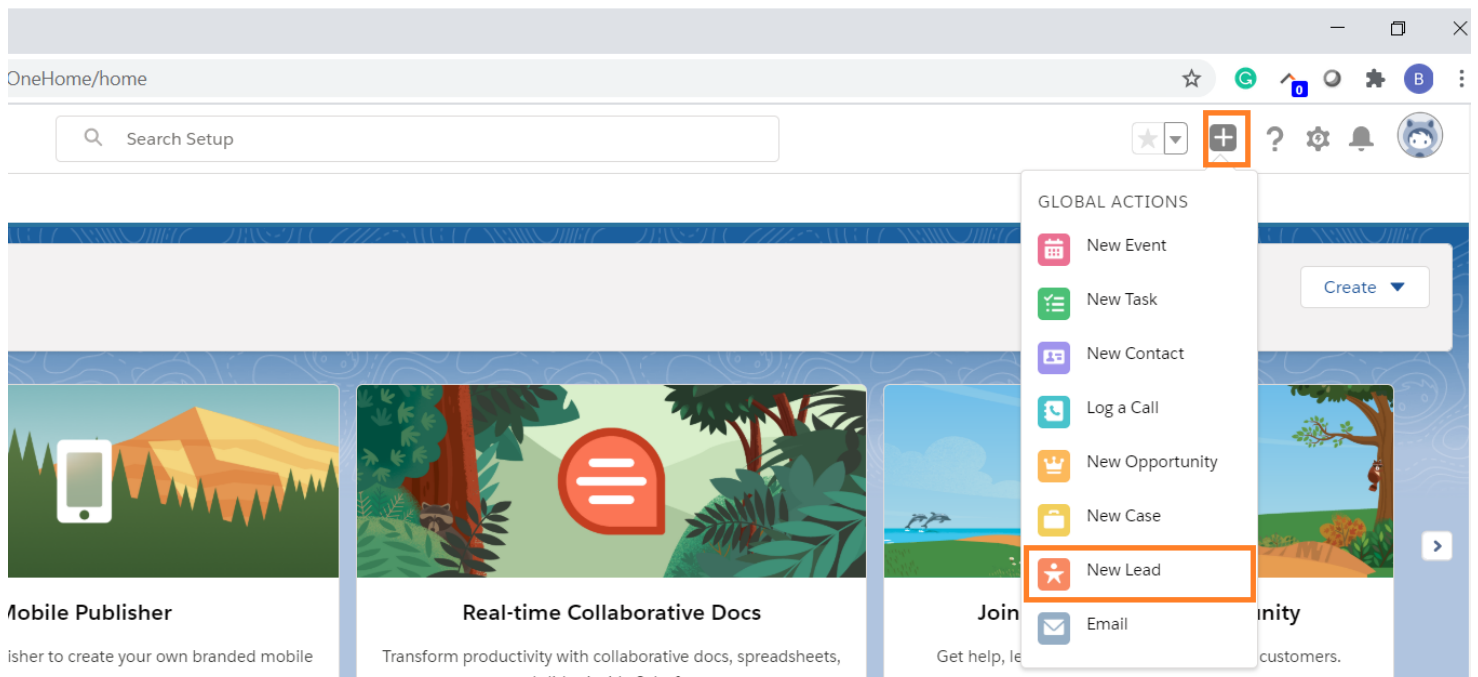 OneHome/home
G
0
B
Search Setup
GLOBAL ACTIONS
New Event
New Task
New Contact
Log a Call
New Opportunity
New Case
New Lead
Email
Create
Mobile Publisher
isher to create your own branded mobile
Real-time Collaborative Docs
Transform productivity with collaborative docs, spreadsheets,
Join
nity
Get help, le
customers.